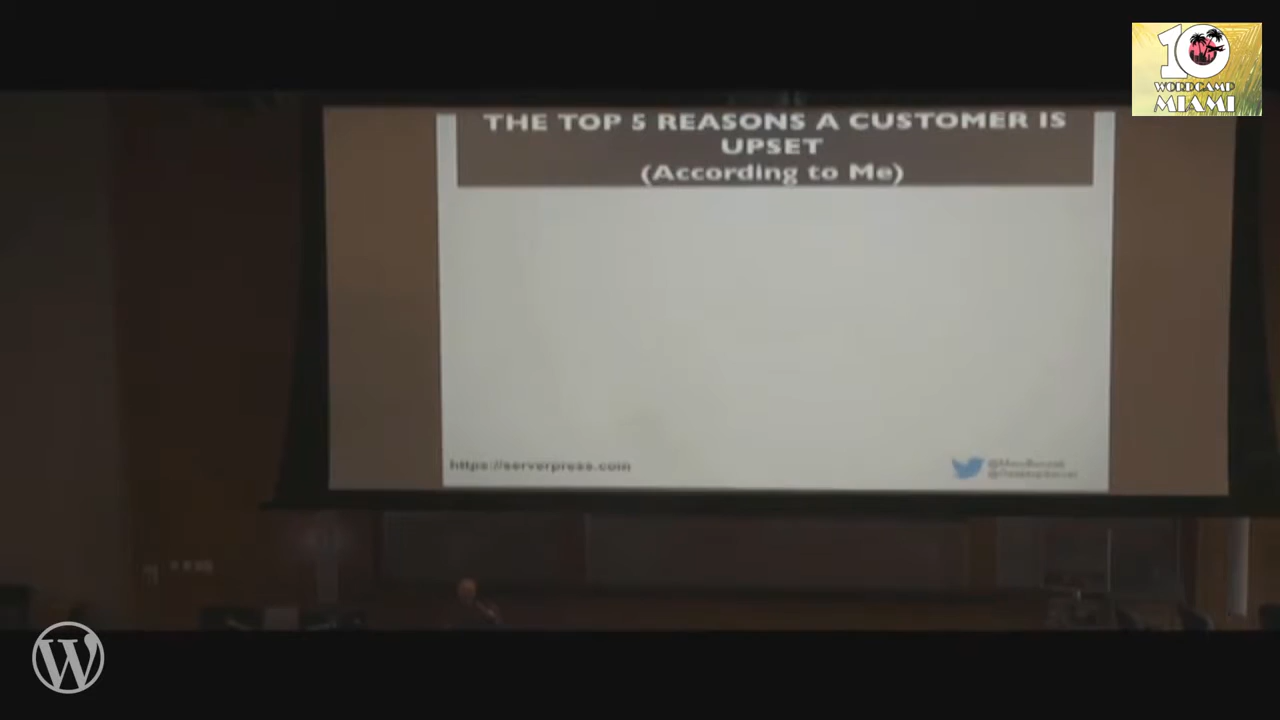 10
WORDCAMP
MIAMI
THE TOP 5 REASONS A CUSTOMER IS
UPSET
(According to Me)
https://serverpress.com